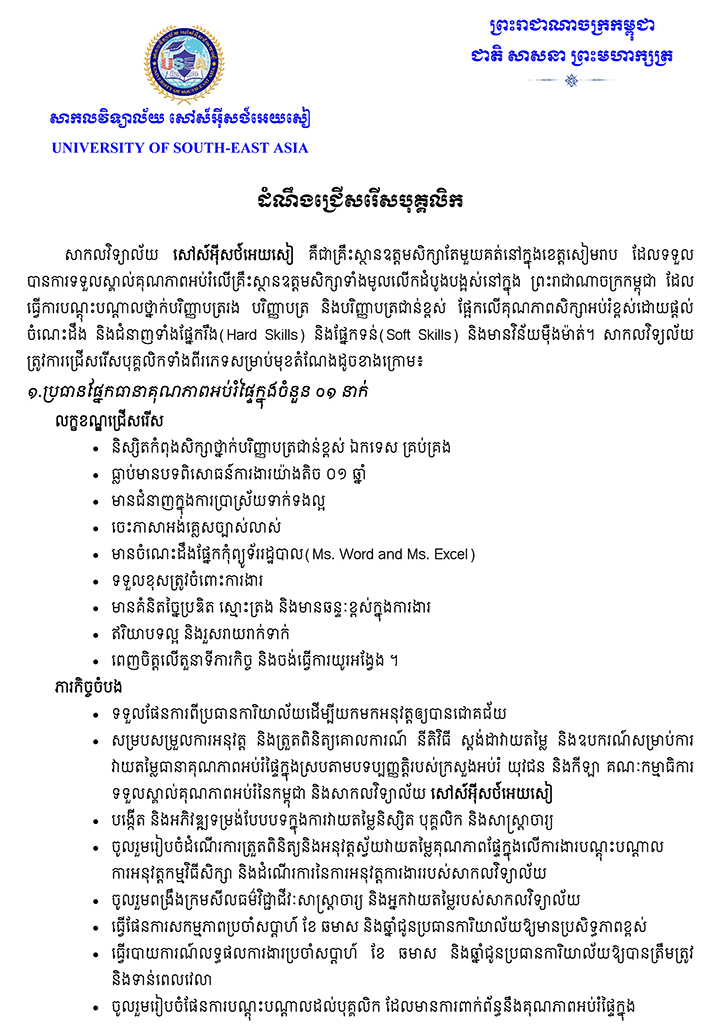 ព្រះរាជាណាចក្រកម្ពុជា
ជាតិ សាសនា ព្រះមហាក្សត្រ
USEA
UNIVERSITY OF SOUTH-EAST ASIA
សាកលវិទ្យាល័យ សៅស៍អ៊ីសថ៍អេយសៀ
UNIVERSITY OF SOUTH-EAST ASIA
ដំណឹងជ្រើសរើសបុគ្គលិក
សាកលវិទ្យាល័យ សៅស៍អ៊ីសថ៍អេយសៀ គឺជាគ្រឹះស្ថានឧត្តមសិក្សាតែមួយគត់នៅក្នុងខេត្តសៀមរាប ដែលទទួល
បានការទទួលស្គាល់គុណភាពអប់រំលើគ្រឹះស្ថានឧត្តមសិក្សាទាំងមូលលើកដំបូងបង្អស់នៅក្នុង ព្រះរាជាណាចក្រកម្ពុជា ដែល
ធ្វើការបណ្តុះបណ្តាលថ្នាក់បរិញ្ញាបត្ររង បរិញ្ញាបត្រ និងបរិញ្ញាបត្រជាន់ខ្ពស់ ផ្អែកលើគុណភាពសិក្សាអប់រំខ្ពស់ដោយផ្តល់
ចំណេះដឹង និងជំនាញទាំងផ្នែករឹង(Hard Skills) និងផ្នែកទន់(Soft Skills) និងមានវិន័យម៉ឺងម៉ាត់។ សាកលវិទ្យល័យ
ត្រូវការជ្រើសរើសបុគ្គលិកទាំងពីរភេទសម្រាប់មុខតំណែងដូចខាងក្រោម៖
១.ប្រធានផ្នែកធានាគុណភាពអប់រំផ្ទៃក្នុងចំនួន ០១ នាក់
លក្ខខណ្ឌជ្រើសរើស
• និស្សិតកំពុងសិក្សាថ្នាក់បរិញ្ញាបត្រជាន់ខ្ពស់ ឯកទេស គ្រប់គ្រង
• ធ្លាប់មានបទពិសោធន៍ការងារយ៉ាងតិច ០១ ឆ្នាំ
• មានជំនាញក្នុងការប្រាស្រ័យទាក់ទងល្អ
• ចេះភាសាអង់គ្លេសច្បាស់លាស់
• មានចំណេះដឹងផ្នែកកុំព្យូទ័ររដ្ឋបាល(Ms. Word and Ms. Excel)
• ទទួលខុសត្រូវចំពោះការងារ
• មានគំនិតច្នៃប្រឌិត ស្មោះត្រង់ និងមានឆន្ទៈខ្ពស់ក្នុងការងារ
• ឥរិយាបទល្អ និងរួសរាយរាក់ទាក់
• ពេញចិត្តលើតួនាទីភារកិច្ច និងចង់ធ្វើការយូរអង្វែង ។
ភារកិច្ចចំបង
• ទទួលផែនការពីប្រធានការិយាល័យដើម្បីយកមកអនុវត្តឲ្យបានជោគជ័យ
• សម្របសម្រួលការអនុវត្ត និងត្រួតពិនិត្យគោលការណ៍ នីតិវិធី ស្តង់ដាវាយតម្លៃ និងឧបករណ៍សម្រាប់ការ
វាយតម្លៃធានាគុណភាពអប់រំផ្ទៃក្នុងស្របតាមបទប្បញ្ញត្តិរបស់ក្រសួងអប់រំ យុវជន និងកីឡា គណៈកម្មាធិការ
ទទួលស្គាល់គុណភាពអប់រំនៃកម្ពុជា និងសាកលវិទ្យាល័យ សៅស៍អ៊ីសថ៍អេយសៀ
• បង្កើត និងអភិវឌ្ឍទម្រង់បែបបទក្នុងការវាយតម្លៃនិស្សិត បុគ្គលិក និងសាស្ត្រាចារ្យ
• ចូលរួមរៀបចំដំណើរការត្រួតពិនិត្យនិងអនុវត្តស្វ័យវាយតម្លៃគុណភាពផ្ទៃក្នុងលើការងារបណ្តុះបណ្តាល
ការអនុវត្តកម្មវិធីសិក្សា និងដំណើរការនៃការអនុវត្តការងាររបស់សាកលវិទ្យាល័យ
• ចូលរួមពង្រឹងក្រមសីលធម៌វិជ្ជាជីវៈសាស្ត្រាចារ្យ និងអ្នកវាយតម្លៃរបស់សាកលវិទ្យាល័យ
• ធ្វើផែនការសកម្មភាពប្រចាំសប្តាហ៍ ខែ ឆមាស និងឆ្នាំជូនប្រធានការិយាល័យឱ្យមានប្រសិទ្ធភាពខ្ពស់
• ធ្វើរបាយការណ៍លទ្ធផលការងារប្រចាំសប្តាហ៍ ខែ ឆមាស និងឆ្នាំជូនប្រធានការិយាល័យឱ្យបានត្រឹមត្រូវ
និងទាន់ពេលវេលា
• ចូលរួមរៀបចំផែនការបណ្តុះបណ្តាលដល់បុគ្គលិក ដែលមានការពាក់ព័ន្ធនឹងគុណភាពអប់រំផ្ទៃក្នុង